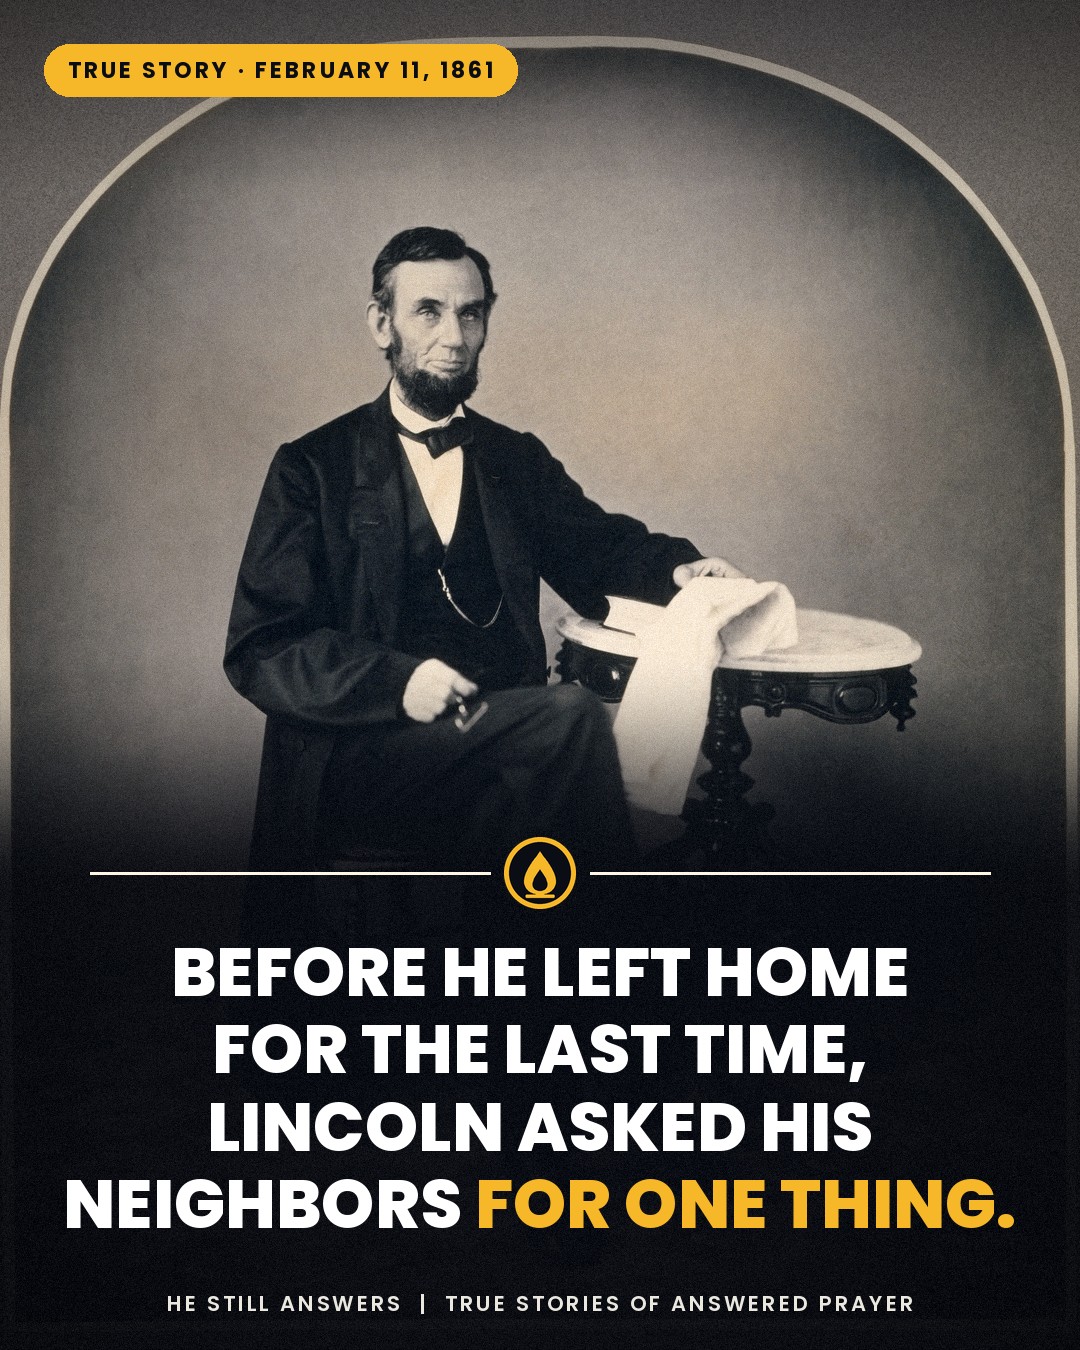 TRUE STORY · FEBRUARY 11, 1861
BEFORE HE LEFT HOME
FOR THE LAST TIME,
LINCOLN ASKED HIS
NEIGHBORS FOR ONE THING.
HE STILL ANSWERS | TRUE STORIES OF ANSWERED PRAYER